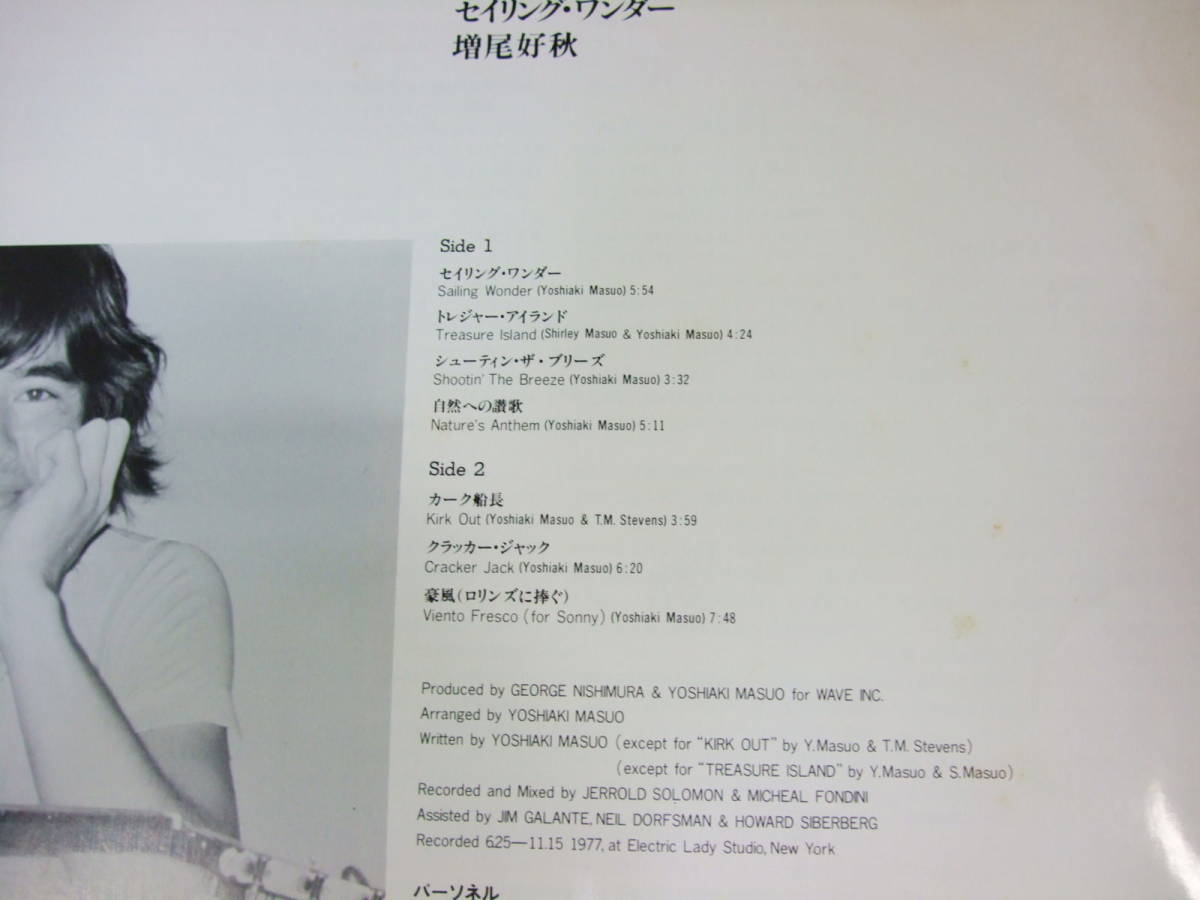 セイリング・ワンダー
増尾好秋
Side 1
セイリング・ワンダー
Sailing Wonder (Yoshiaki Masuo) 5:54
トレジャー・アイランド
Treasure Island (Shirley Masuo & Yoshiaki Masuo) 4:24
シューティン・ザ・ブリーズ
Shootin' The Breeze (Yoshiaki Masuo) 3:32
自然への讃歌
Nature's Anthem (Yoshiaki Masuo) 5:11
Side 2
カーク船長
Kirk Out (Yoshiaki Masuo & T.M. Stevens) 3:59
クラッカー・ジャック
Cracker Jack (Yoshiaki Masuo) 6:20
豪風(ロリンズに捧ぐ)
Viento Fresco (for Sonny) (Yoshiaki Masuo) 7:48
Produced by GEORGE NISHIMURA & YOSHIAKI MASUO for WAVE INC.
Arranged by YOSHIAKI MASUO
Written by YOSHIAKI MASUO (except for "KIRK OUT" by Y.Masuo & T.M. Stevens)
(except for "TREASURE ISLAND" by Y.Masuo & S.Masuo)
Recorded and Mixed by JERROLD SOLOMON & MICHEAL FONDINI
Assisted by JIM GALANTE, NEIL DORFSMAN & HOWARD SIBERBERG
Recorded 6.25—11.15 1977, at Electric Lady Studio, New York
パーソネル